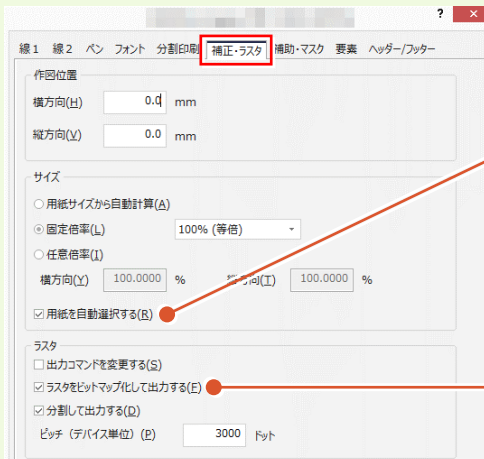 ? ×
線1 線2 ペン フォント 分割印刷 補正・ラスタ 補助・マスク 要素 ヘッダー/フッター
作図位置
横方向(H) 0.0 mm
縦方向(V) 0.0 mm
サイズ
用紙サイズから自動計算(A)
固定倍率(L) 100% (等倍)
任意倍率(I)
横方向(Y) 100.0000 % 縦方向(T) 100.0000 %
用紙を自動選択する(R)
ラスタ
出力コマンドを変更する(S)
ラスタをビットマップ化して出力する(F)
分割して出力する(D)
ピッチ（デバイス単位）(P) 3000 ドット